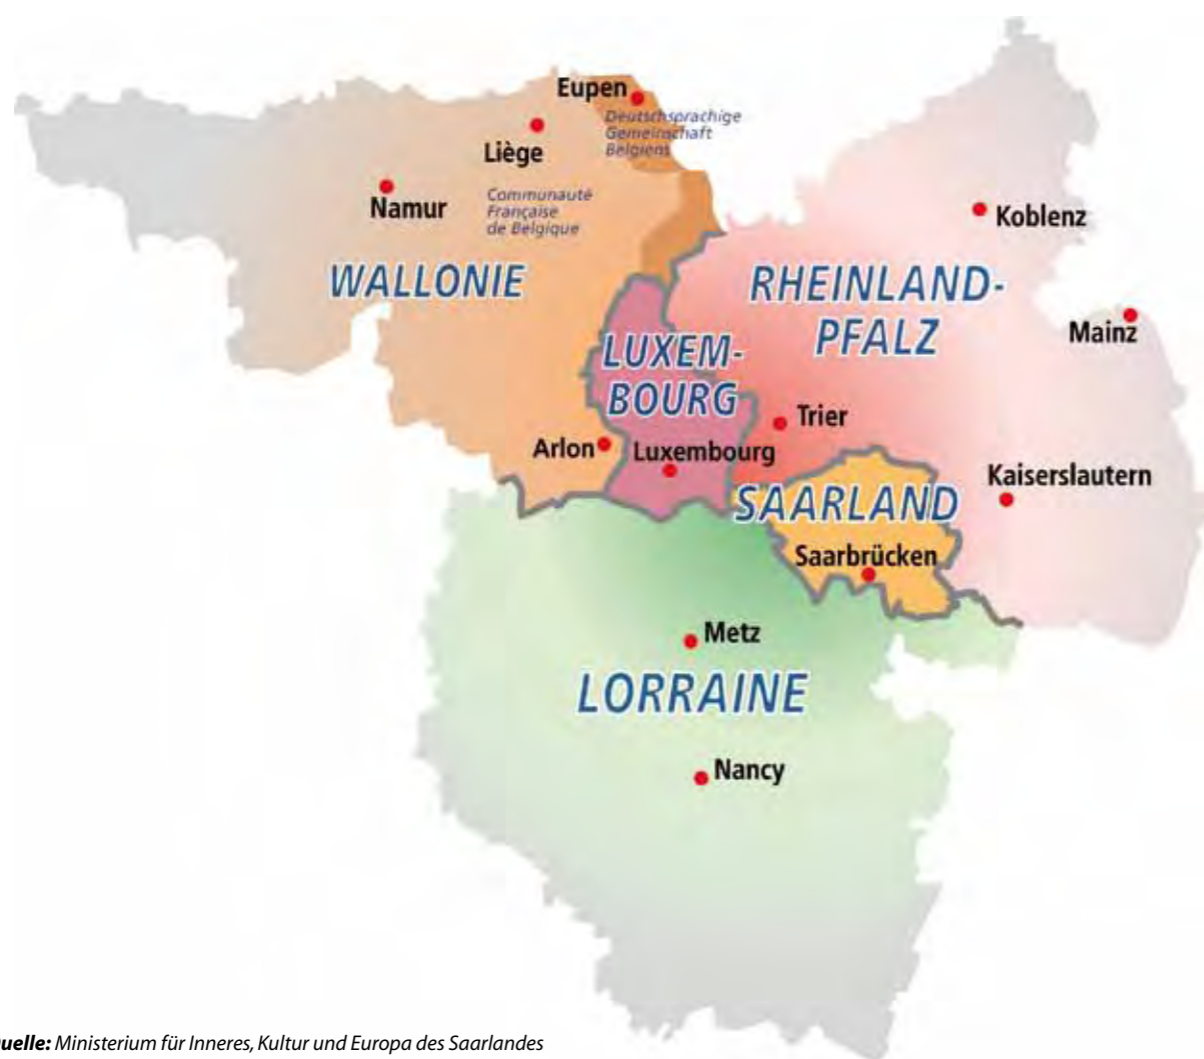 Eupen
Deutschsprachige
Gemeinschaft
Belgiens
Liège
Namur
Communauté
Française
de Belgique
Koblenz
WALLONIE
RHEINLAND-
PFALZ
Mainz
LUXEM-
BOURG
Trier
Arlon
Luxembourg
Kaiserslautern
SAARLAND
Saarbrücken
Metz
LORRAINE
Nancy
uelle: Ministerium für Inneres, Kultur und Europa des Saarlandes